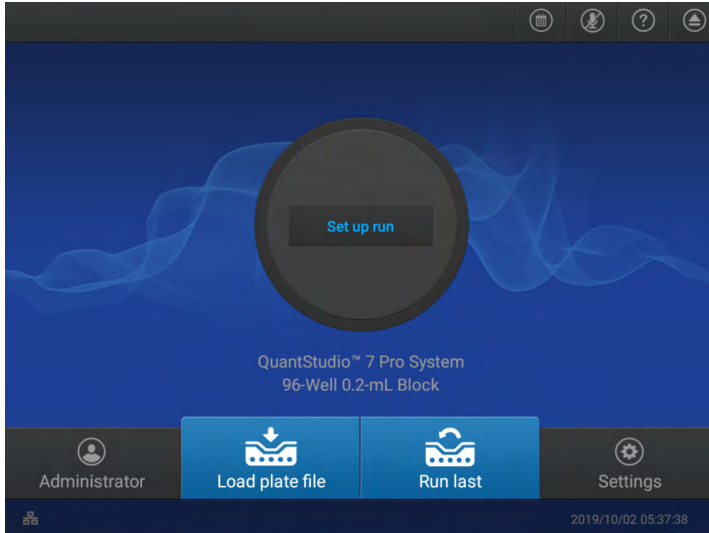 Set up run
QuantStudio™ 7 Pro System
96-Well 0.2-mL Block
Administrator
Load plate file
Run last
Settings
2019/10/02 05:37:38